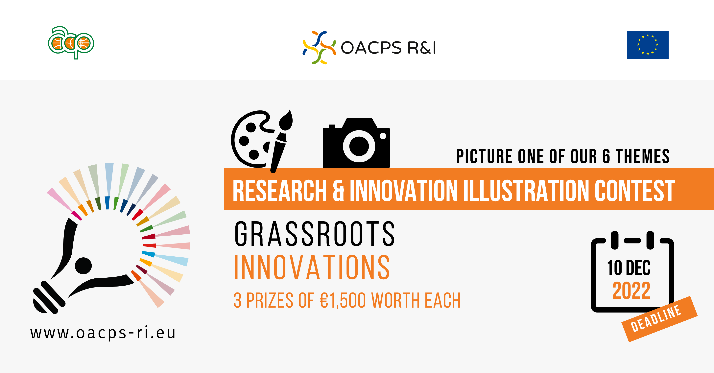 acp
OACPS R&I
PICTURE ONE OF OUR 6 THEMES
RESEARCH & INNOVATION ILLUSTRATION CONTEST
GRASSROOTS
INNOVATIONS
3 PRIZES OF €1,500 WORTH EACH
10 DEC
2022
DEADLINE
www.oacps-ri.eu